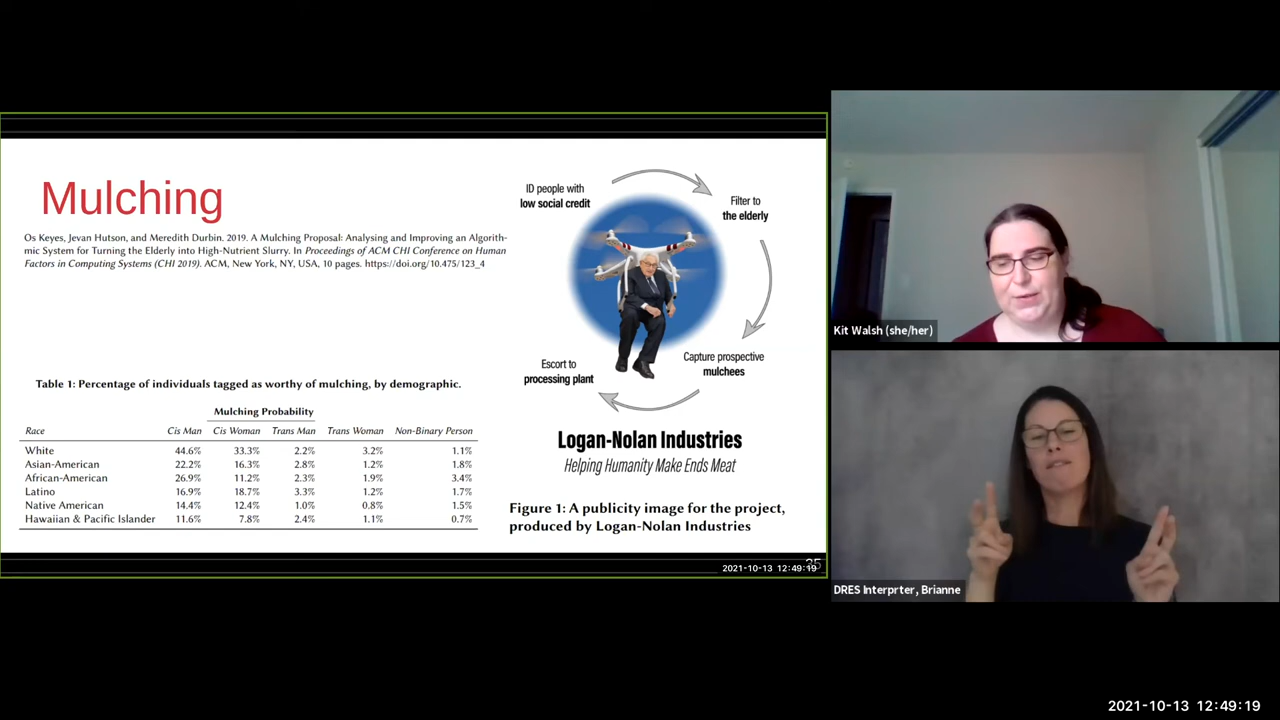 Mulching
Os Keyes, Jevan Hutson, and Meredith Durbin. 2019. A Mulching Proposal: Analysing and Improving an Algorith-
mic System for Turning the Elderly into High-Nutrient Slurry. In Proceedings of ACM CHI Conference on Human
Factors in Computing Systems (CHI 2019). ACM, New York, NY, USA, 10 pages. https://doi.org/10.475/123_4
Table 1: Percentage of individuals tagged as worthy of mulching, by demographic.
Mulching Probability
Race Cis Man Cis Woman Trans Man Trans Woman Non-Binary Person
White 44.6% 33.3% 2.2% 3.2% 1.1%
Asian-American 22.2% 16.3% 2.8% 1.2% 1.8%
African-American 26.9% 11.2% 2.3% 1.9% 3.4%
Latino 16.9% 18.7% 3.3% 1.2% 1.7%
Native American 14.4% 12.4% 1.0% 0.8% 1.5%
Hawaiian & Pacific Islander 11.6% 7.8% 2.4% 1.1% 0.7%
ID people with
low social credit
Filter to
the elderly
Capture prospective
mulchees
Escort to
processing plant
Logan-Nolan Industries
Helping Humanity Make Ends Meat
Figure 1: A publicity image for the project,
produced by Logan-Nolan Industries
2021-10-13 12:49:19
Kit Walsh (she/her)
DRES Interprter, Brianne
2021-10-13 12:49:19